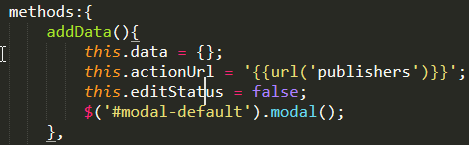 methods:{
addData(){
this.data = {};
this.actionUrl = '{{url('publishers')}}';
this.editStatus = false;
$('#modal-default').modal();
},